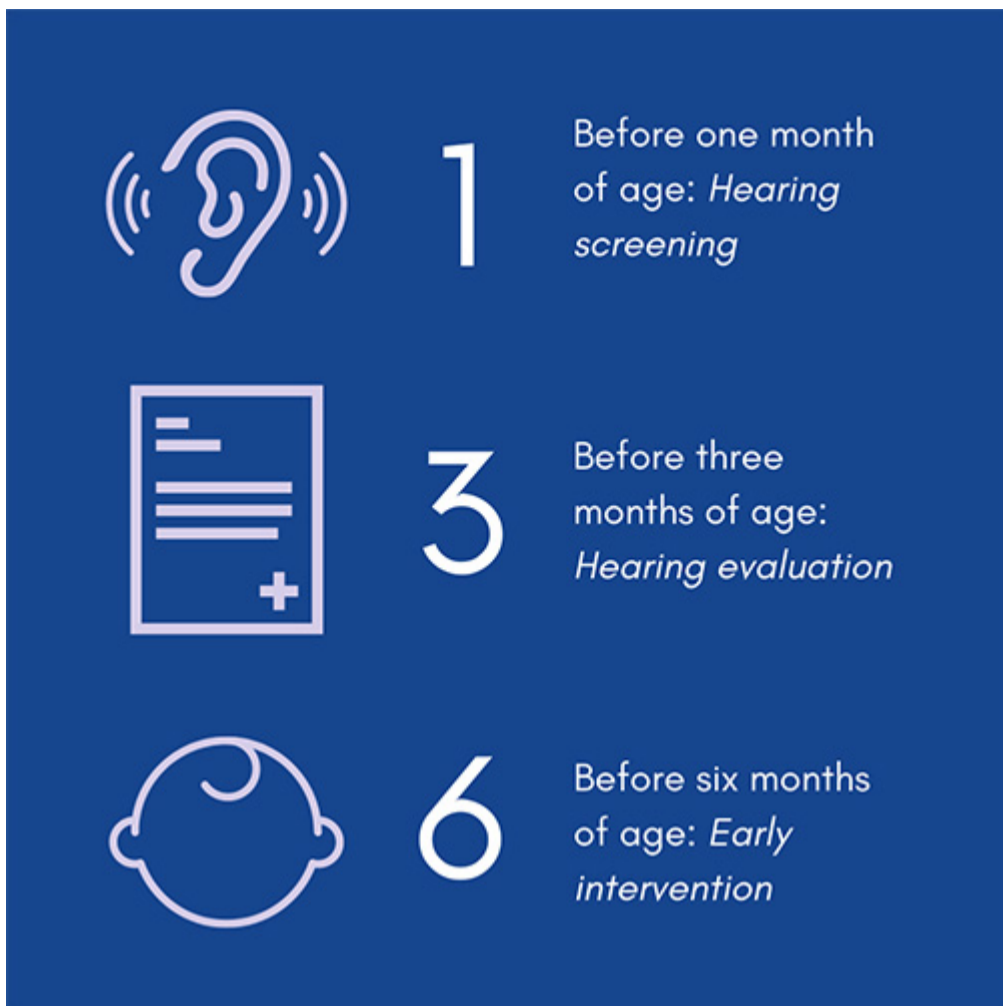 1
Before one month
of age: Hearing
screening
3
Before three
months of age:
Hearing evaluation
6
Before six months
of age: Early
intervention